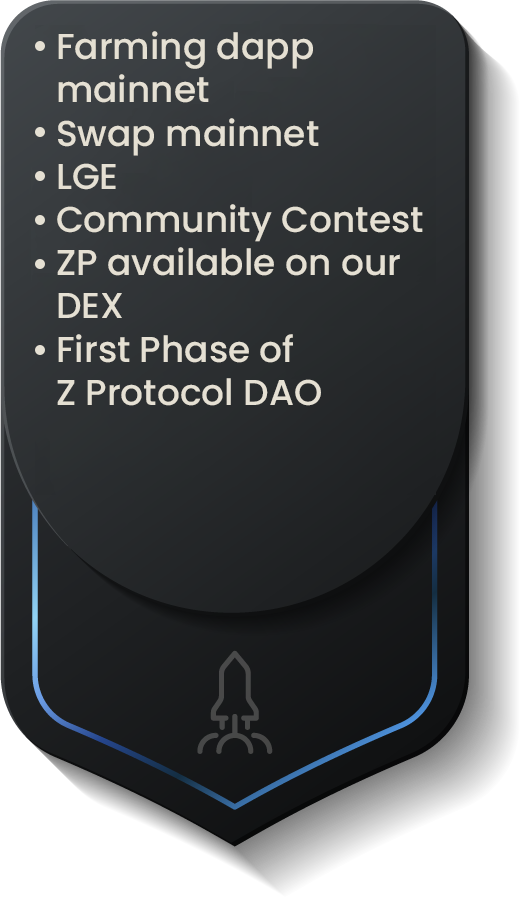 • Farming dapp
mainnet
• Swap mainnet
• LGE
• Community Contest
• ZP available on our
DEX
• First Phase of
Z Protocol DAO